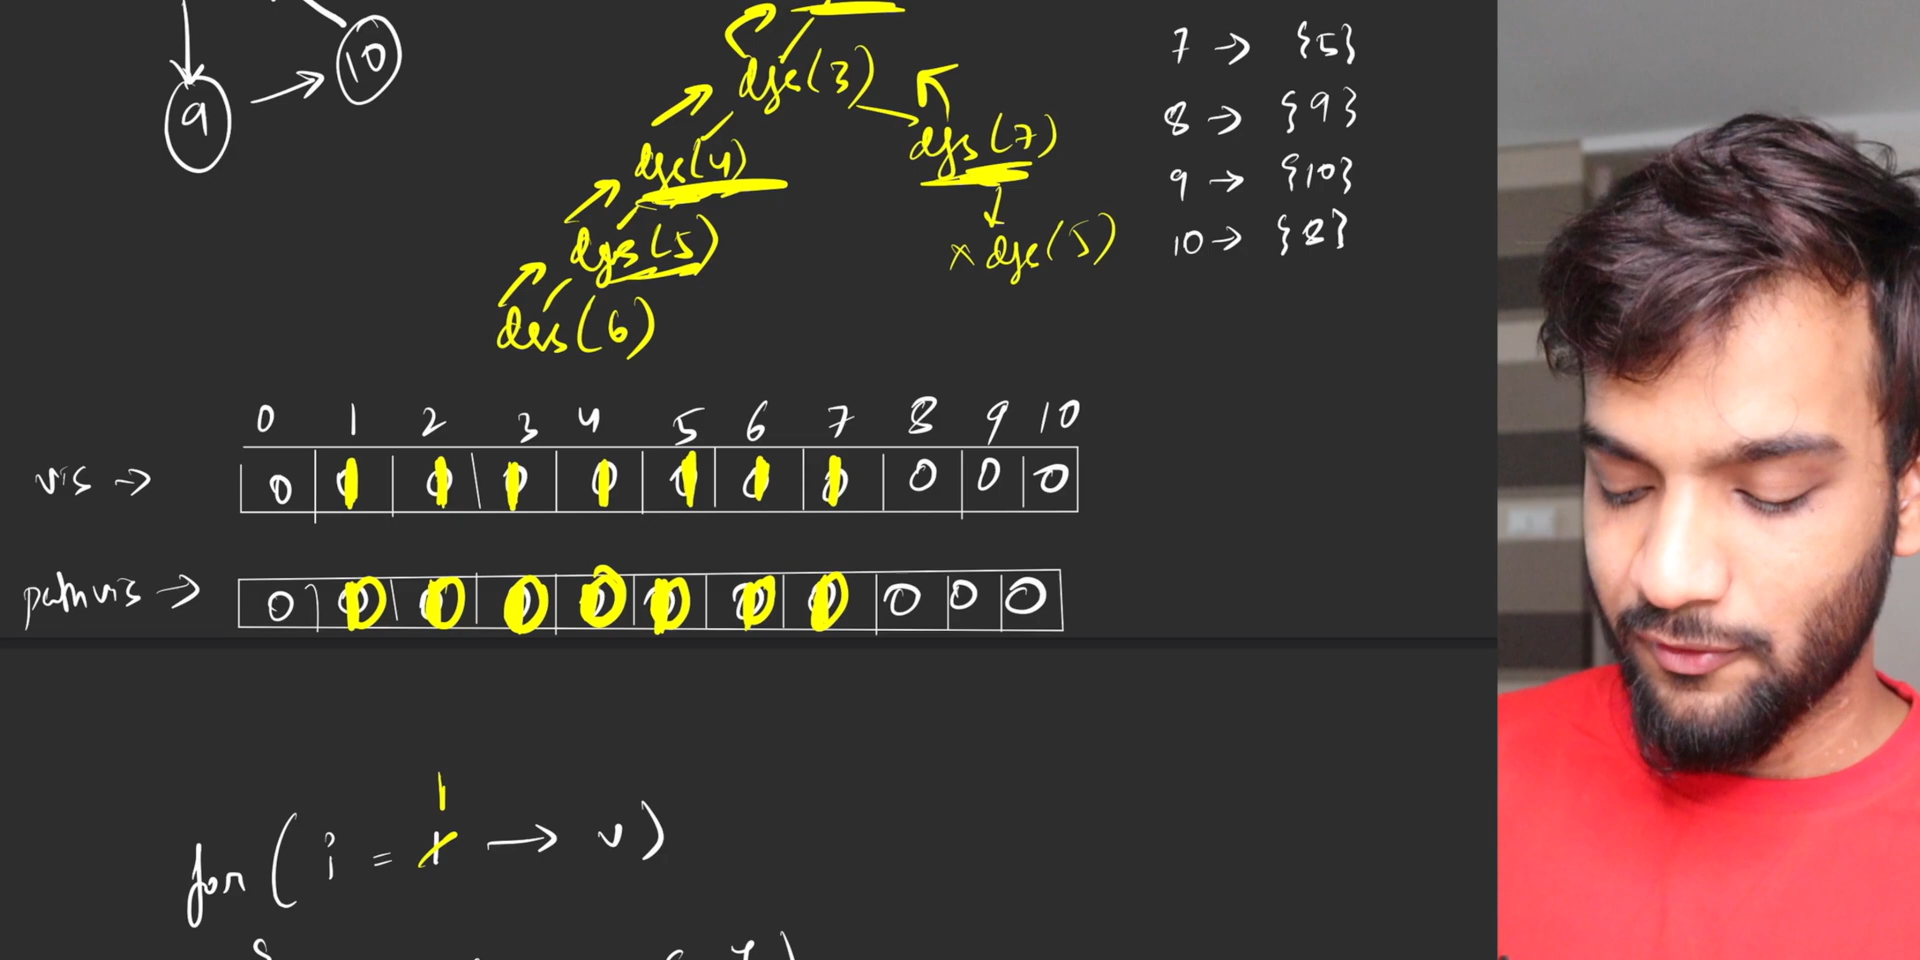 10
9
dfs(3)
dfs(4)
dfs(7)
dfs(5)
x dfs(5)
dfs(6)
7 → {5}
8 → {9}
9 → {10}
10 → {8}
0 1 2 3 4 5 6 7 8 9 10
vis → 0 1 1 1 1 1 1 1 0 0 0
pathvis → 0 0 0 0 0 0 0 0 0 0 0
1
for ( i = 1 → v )